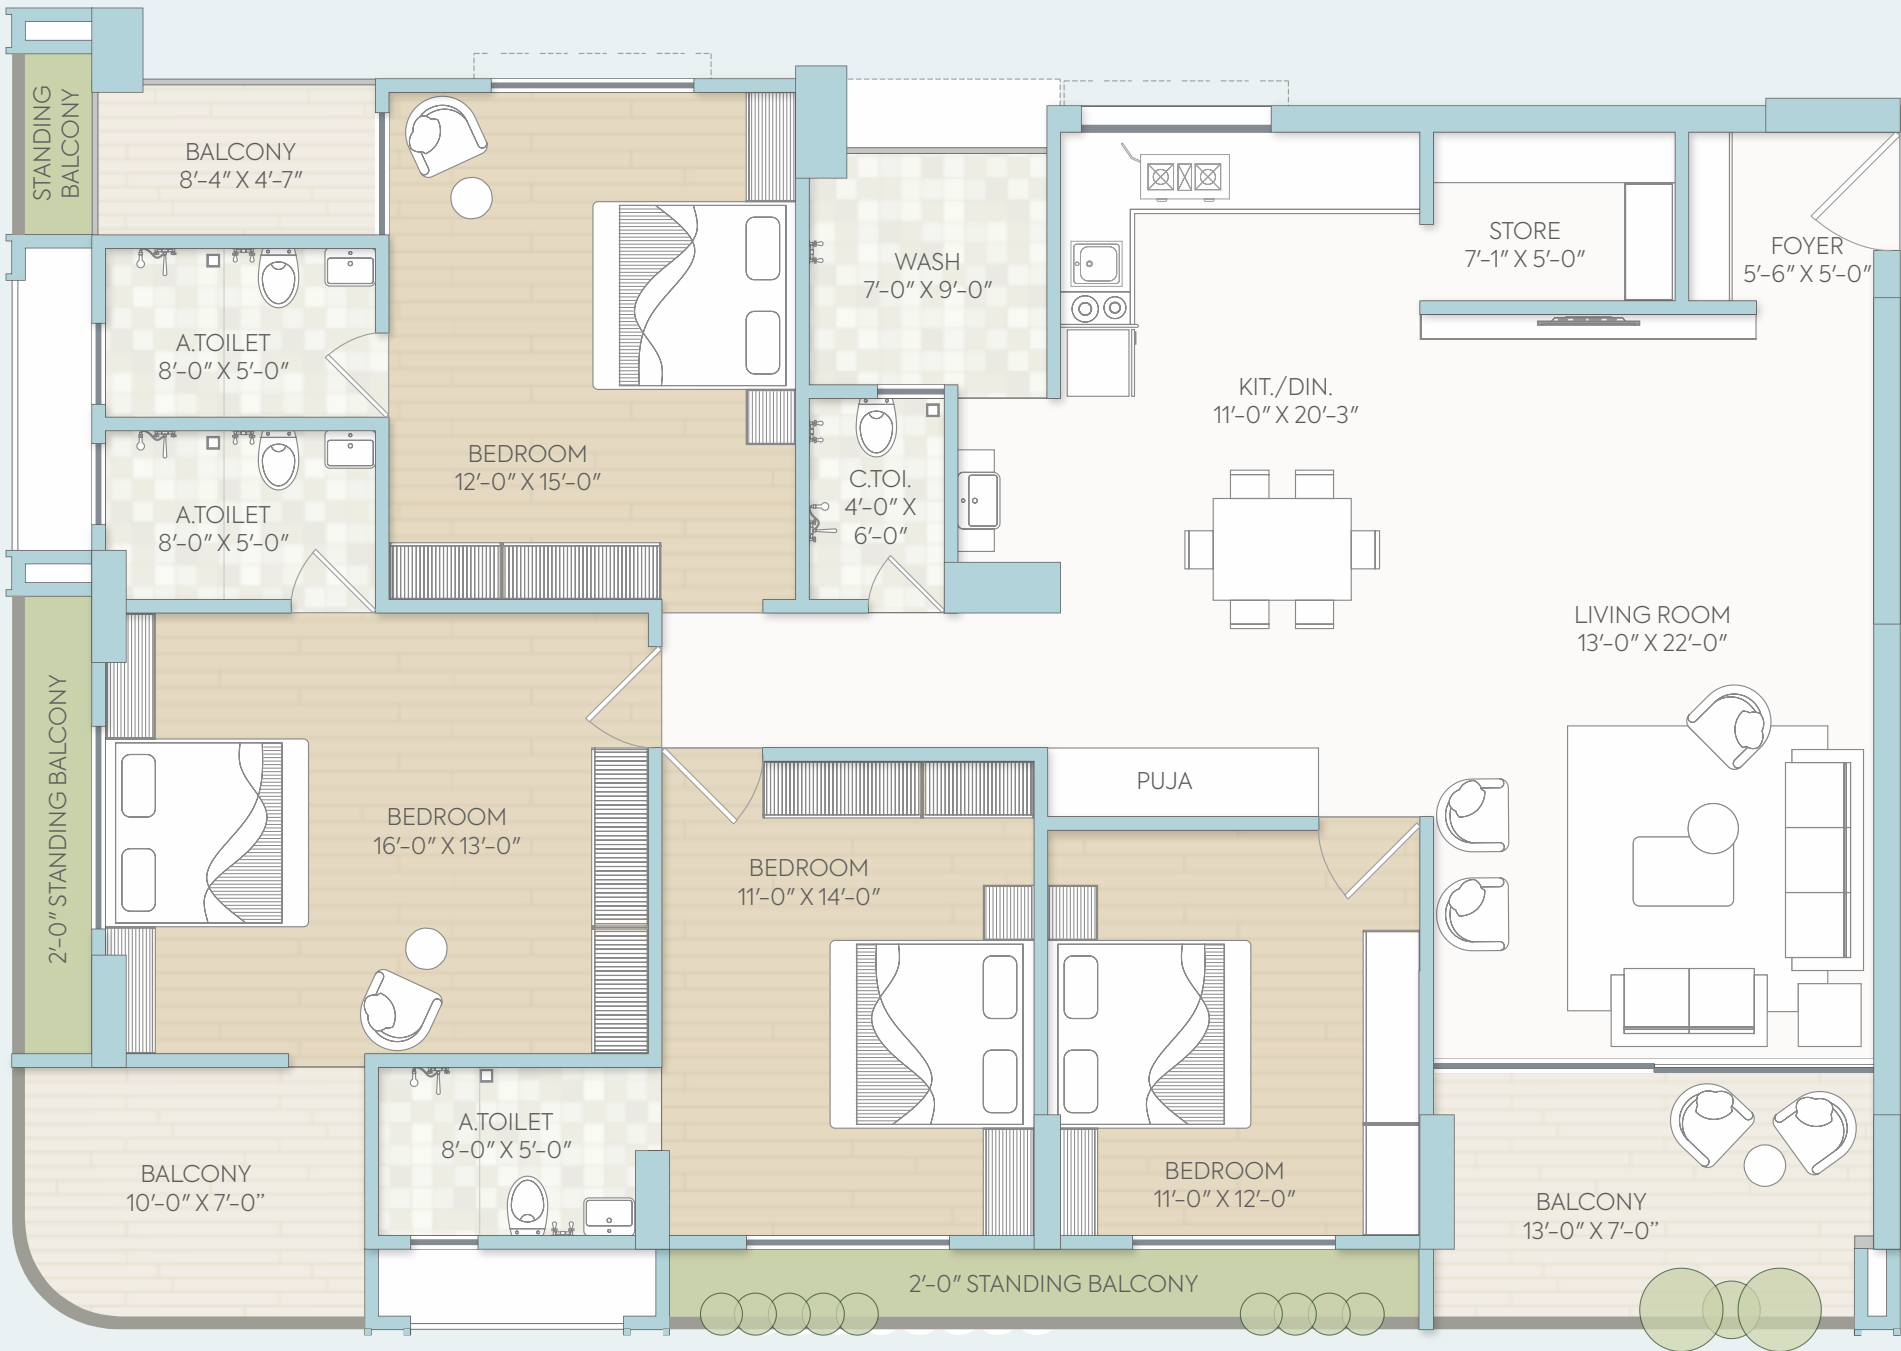 STANDING
BALCONY
BALCONY
8'-4" X 4'-7"
WASH
7'-0" X 9'-0"
STORE
7'-1" X 5'-0"
FOYER
5'-6" X 5'-0"
A.TOILET
8'-0" X 5'-0"
KIT./DIN.
11'-0" X 20'-3"
BEDROOM
12'-0" X 15'-0"
C.TOI.
4'-0" X
6'-0"
A.TOILET
8'-0" X 5'-0"
LIVING ROOM
13'-0" X 22'-0"
2'-0" STANDING BALCONY
PUJA
BEDROOM
16'-0" X 13'-0"
BEDROOM
11'-0" X 14'-0"
A.TOILET
8'-0" X 5'-0"
BEDROOM
11'-0" X 12'-0"
BALCONY
10'-0" X 7'-0”
BALCONY
13'-0" X 7'-0”
2'-0" STANDING BALCONY